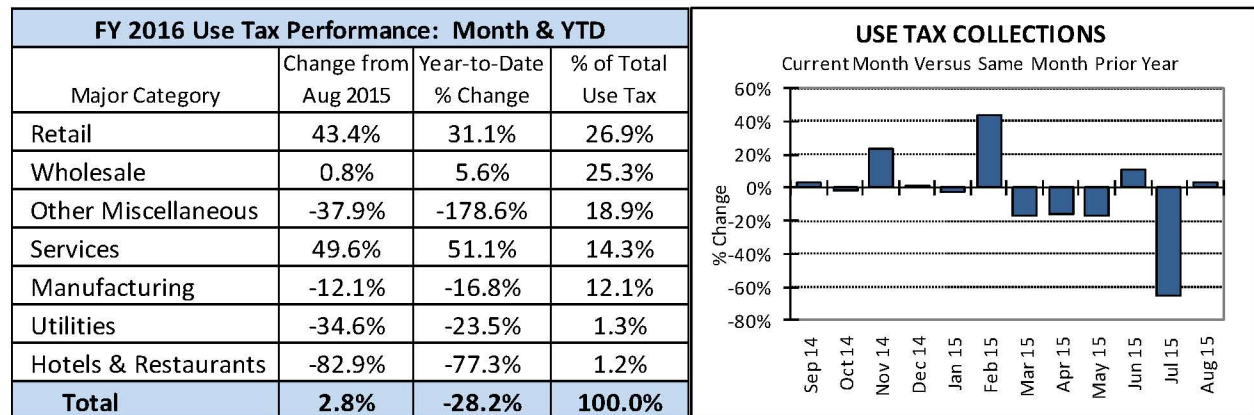 FY 2016 Use Tax Performance: Month & YTD
Major Category Change from Aug 2015 Year-to-Date % Change % of Total Use Tax
Retail 43.4% 31.1% 26.9%
Wholesale 0.8% 5.6% 25.3%
Other Miscellaneous -37.9% -178.6% 18.9%
Services 49.6% 51.1% 14.3%
Manufacturing -12.1% -16.8% 12.1%
Utilities -34.6% -23.5% 1.3%
Hotels & Restaurants -82.9% -77.3% 1.2%
Total 2.8% -28.2% 100.0%
USE TAX COLLECTIONS
Current Month Versus Same Month Prior Year
% Change
60%
40%
20%
0%
-20%
-40%
-60%
-80%
Sep 14
Oct 14
Nov 14
Dec 14
Jan 15
Feb 15
Mar 15
Apr 15
May 15
Jun 15
Jul 15
Aug 15